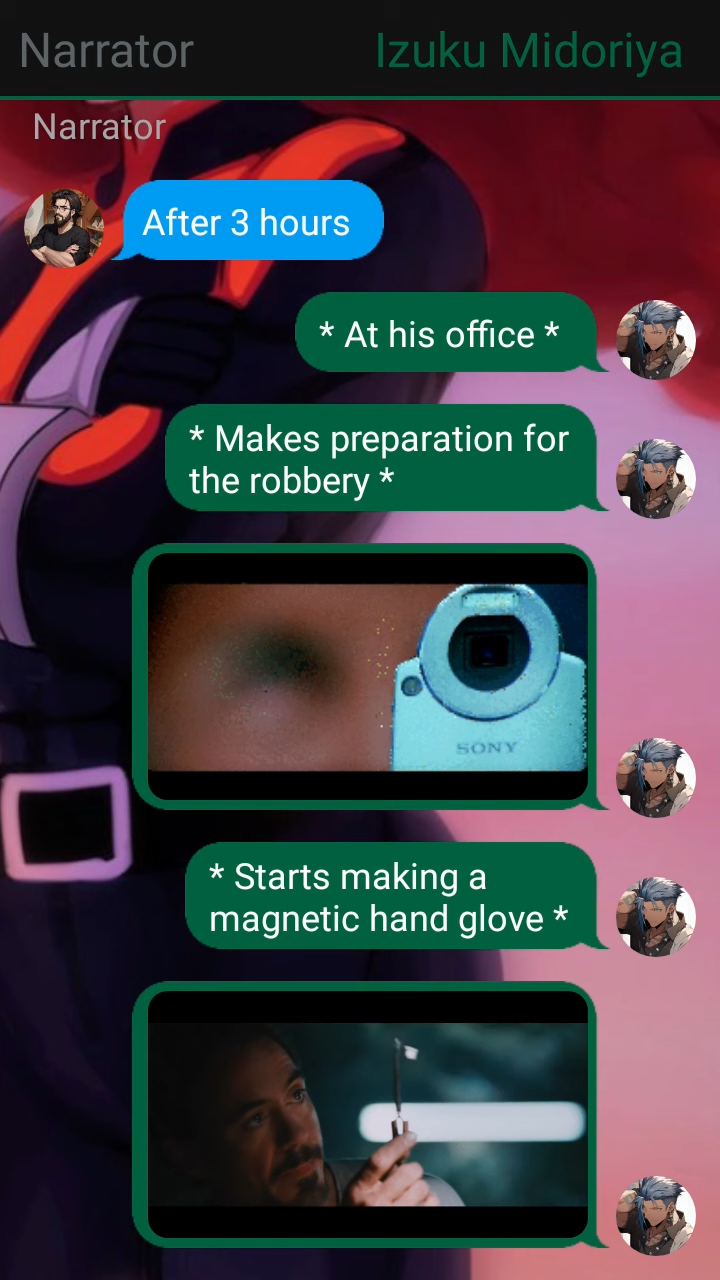 Narrator
Izuku Midoriya
Narrator
After 3 hours
* At his office *
* Makes preparation for
the robbery *
SONY
* Starts making a
magnetic hand glove *